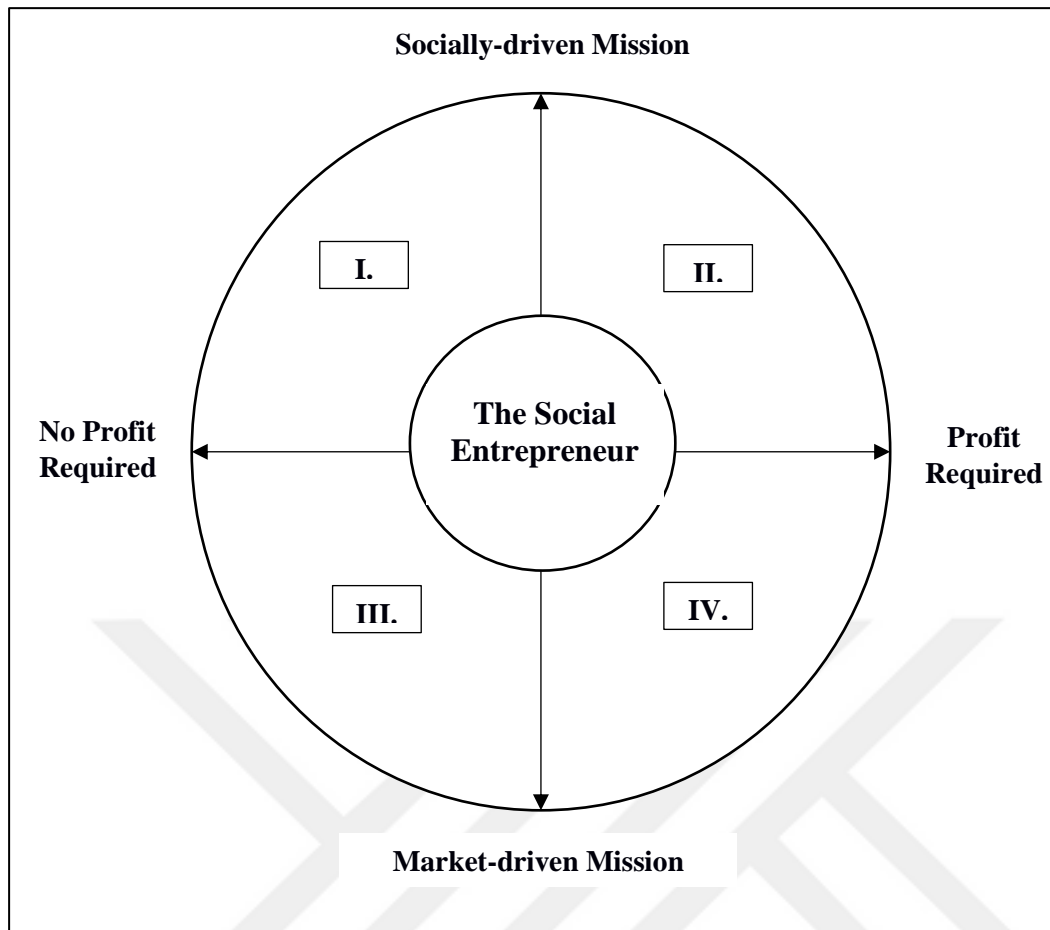 Socially-driven Mission
I.
II.
The Social
Entrepreneur
No Profit
Required
Profit
Required
III.
IV.
Market-driven Mission